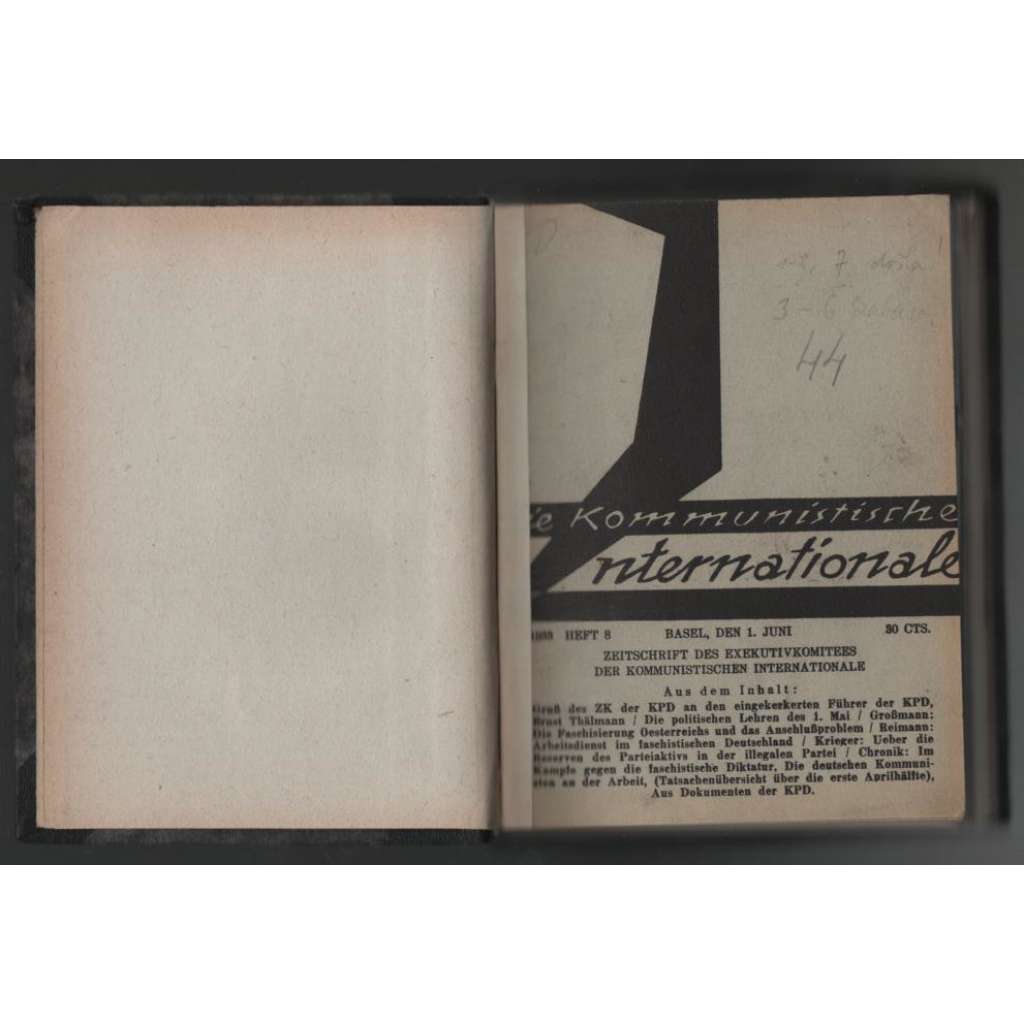 44
ie Kommunistische
Internationale
1933 HEFT 8 BASEL, DEN 1. JUNI 30 CTS.
ZEITSCHRIFT DES EXEKUTIVKOMITEES
DER KOMMUNISTISCHEN INTERNATIONALE
Aus dem Inhalt:
Gruß des ZK der KPD an den eingekerkerten Führer der KPD,
Ernst Thälmann / Die politischen Lehren des 1. Mai / Großmann:
Die Faschisierung Oesterreichs und das Anschlußproblem / Reimann:
Arbeitsdienst im faschistischen Deutschland / Krieger: Ueber die
Reserven des Parteiaktivs in der illegalen Partei / Chronik: Im
Kampfe gegen die faschistische Diktatur, Die deutschen Kommuni-
sten an der Arbeit, (Tatsachenübersicht über die erste Aprilhälfte),
Aus Dokumenten der KPD.